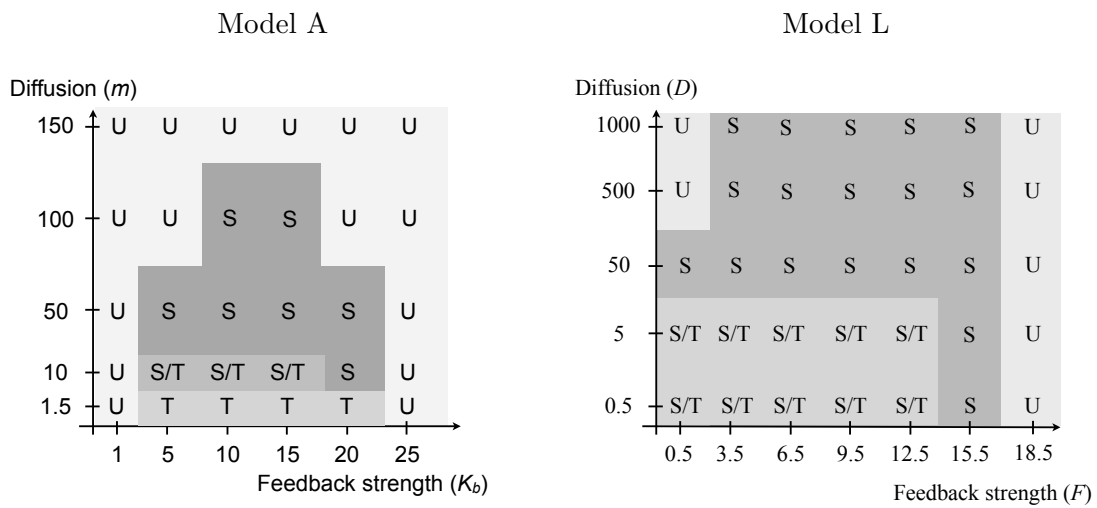 Model A
Diffusion (m)
150 U U U U U U
100 U U S S U U
50 U S S S S U
10 U S/T S/T S/T S U
1.5 U T T T T U
1 5 10 15 20 25
Feedback strength (Kb)
Model L
Diffusion (D)
1000 U S S S S S U
500 U S S S S S U
50 S S S S S S U
5 S/T S/T S/T S/T S/T S U
0.5 S/T S/T S/T S/T S/T S U
0.5 3.5 6.5 9.5 12.5 15.5 18.5
Feedback strength (F)